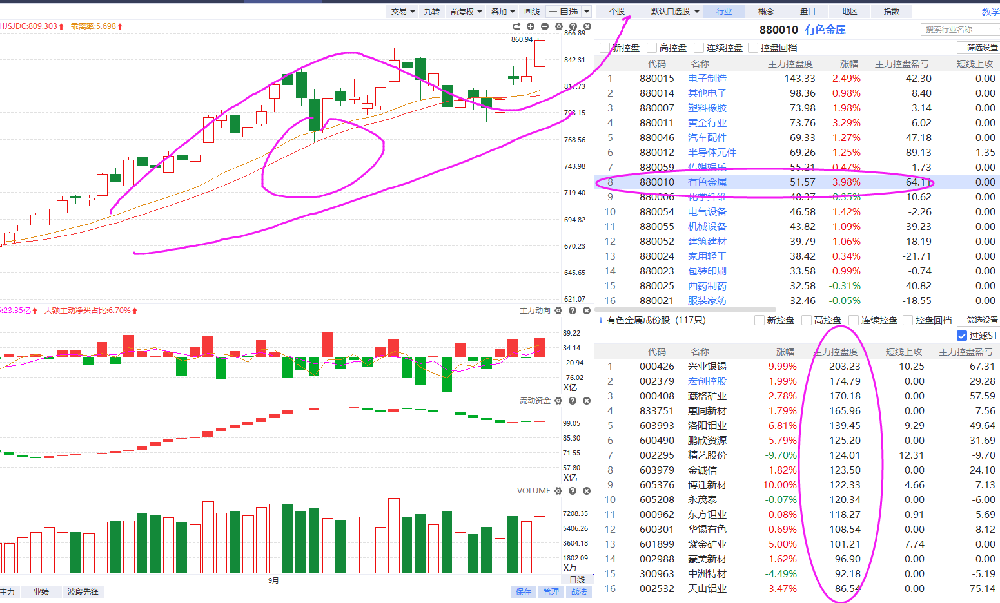 交易 九转 前复权 叠加 画线 一自选
个股 默认自选股 行业 概念 盘口 地区 指数 教学
HJSJDC:809.303 乖离率:5.698
880010 有色金属
搜索行业名称
新控盘 高控盘 连续控盘 控盘回档 筛选设置
代码 名称 主力控盘度 涨幅 主力控盘盈亏 短线上攻
1 880015 电子制造 143.33 2.49% 42.30 0.00
2 880014 其他电子 98.36 0.98% 8.40 0.00
3 880007 塑料橡胶 73.98 1.98% 3.14 0.00
4 880011 黄金行业 73.76 3.29% 6.02 0.00
5 880046 汽车配件 69.33 1.27% 47.18 0.00
6 880012 半导体元件 69.26 1.25% 89.13 1.35
7 880059 传媒娱乐 55.21 0.47% 1.73 0.00
8 880010 有色金属 51.57 3.98% 64.11 0.00
9 880006 化学纤维 48.37 -0.35% 10.62 0.00
10 880054 电气设备 46.58 1.42% -2.26 0.00
11 880055 机械设备 43.82 1.09% 39.23 0.00
12 880052 建筑建材 39.79 1.06% 18.19 0.00
13 880024 家用轻工 38.42 0.34% -21.71 0.00
14 880023 包装印刷 33.58 0.99% -0.74 0.00
15 880025 西药制药 32.58 -0.31% 40.82 0.00
16 880021 服装家纺 32.46 -0.05% -18.55 0.00
866.89
860.94
842.31
817.73
793.15
768.56
743.98
719.40
694.82
670.23
645.65
621.07
:23.35亿 大额主动净买占比:6.70%
主力动向
89.22
34.14
-20.94
-76.02
X亿
流动资金
99.05
85.30
71.55
57.80
X亿
VOLUME
7208.35
5406.26
3604.18
1802.09
X万
9月
日线
主力 业绩 波段先锋
保存 管理 战法
有色金属成份股 (117只) 新控盘 高控盘 连续控盘 控盘回档 筛选设置
过滤ST
代码 名称 涨幅 主力控盘度 短线上攻 主力控盘盈亏
1 000426 兴业银锡 9.99% 203.23 10.25 67.31
2 002379 宏创控股 1.99% 174.79 0.00 29.28
3 000408 藏格矿业 2.78% 170.18 0.00 57.59
4 833751 惠同新材 1.79% 165.96 0.00 7.56
5 603993 洛阳钼业 6.81% 139.45 9.29 49.64
6 600490 鹏欣资源 5.79% 125.20 0.00 31.69
7 002295 精艺股份 -9.70% 124.01 12.31 -9.70
8 603979 金诚信 1.82% 123.50 0.00 24.10
9 605376 博迁新材 10.00% 122.33 4.66 7.13
10 605208 永茂泰 -0.07% 120.34 0.00 -6.00
11 000962 东方钽业 0.08% 118.27 0.91 5.69
12 600301 华锡有色 0.69% 108.54 0.00 8.12
13 601899 紫金矿业 5.00% 101.21 7.74 0.00
14 002988 豪美新材 1.62% 96.90 0.00 0.00
15 300963 中洲特材 -4.49% 92.18 0.00 -5.19
16 002532 天山铝业 3.47% 86.54 0.00 75.14